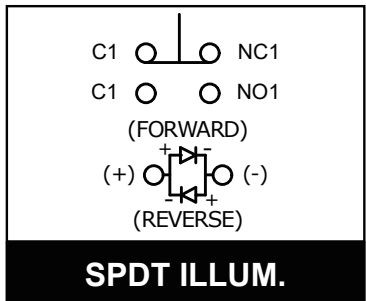 C1 NC1
C1 NO1
(FORWARD)
+ -
(+) (-)
- +
(REVERSE)
SPDT ILLUM.